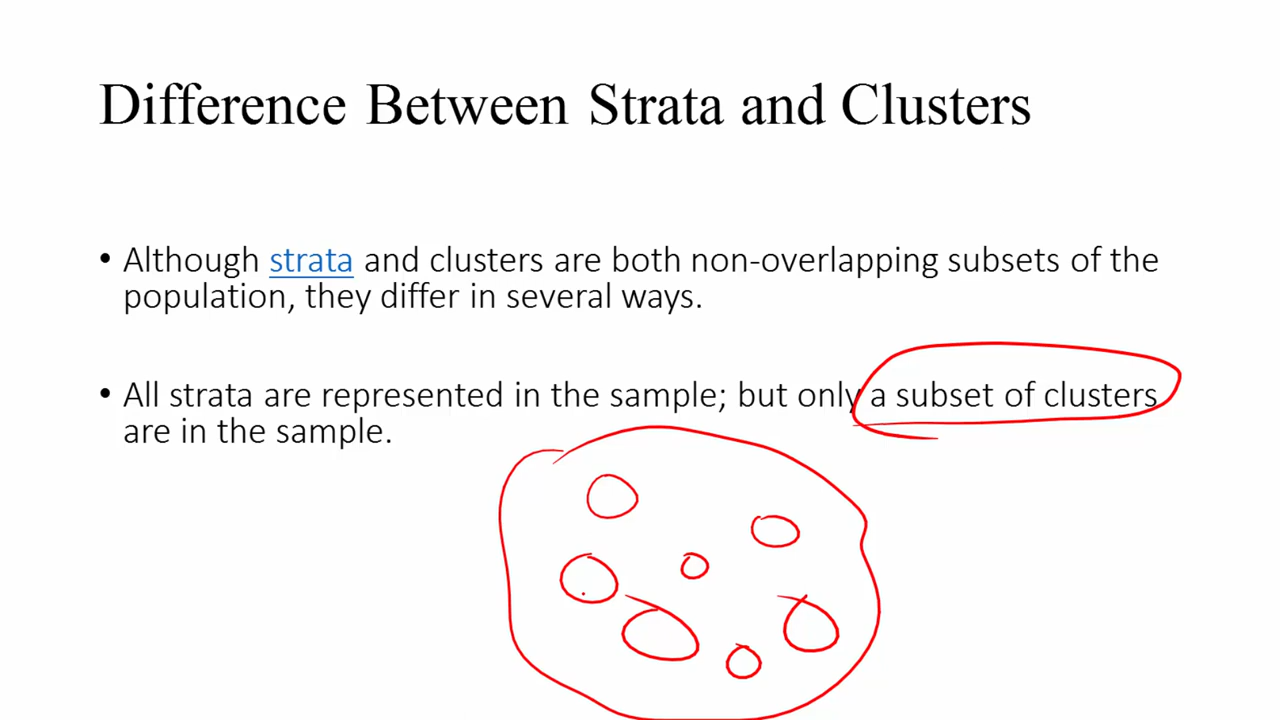 Difference Between Strata and Clusters
• Although strata and clusters are both non-overlapping subsets of the
population, they differ in several ways.
• All strata are represented in the sample; but only a subset of clusters
are in the sample.